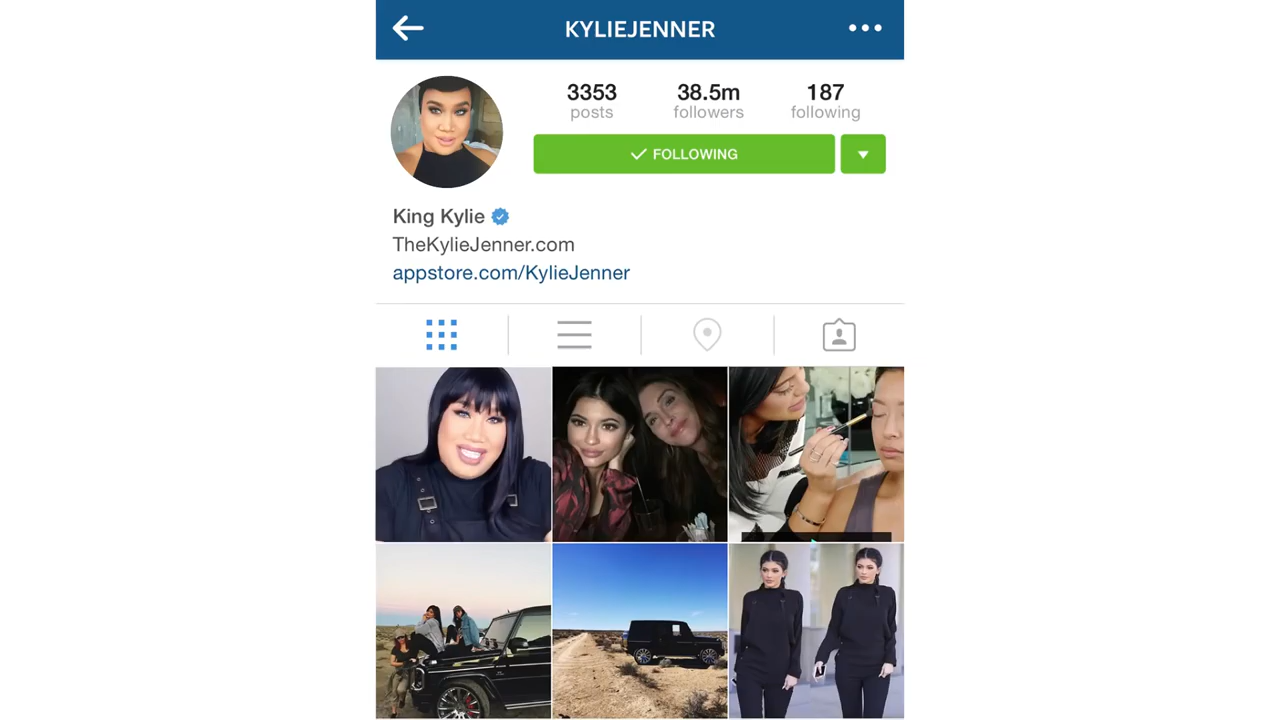 KYLIEJENNER
3353
posts
38.5m
followers
187
following
FOLLOWING
King Kylie
TheKylieJenner.com
appstore.com/KylieJenner